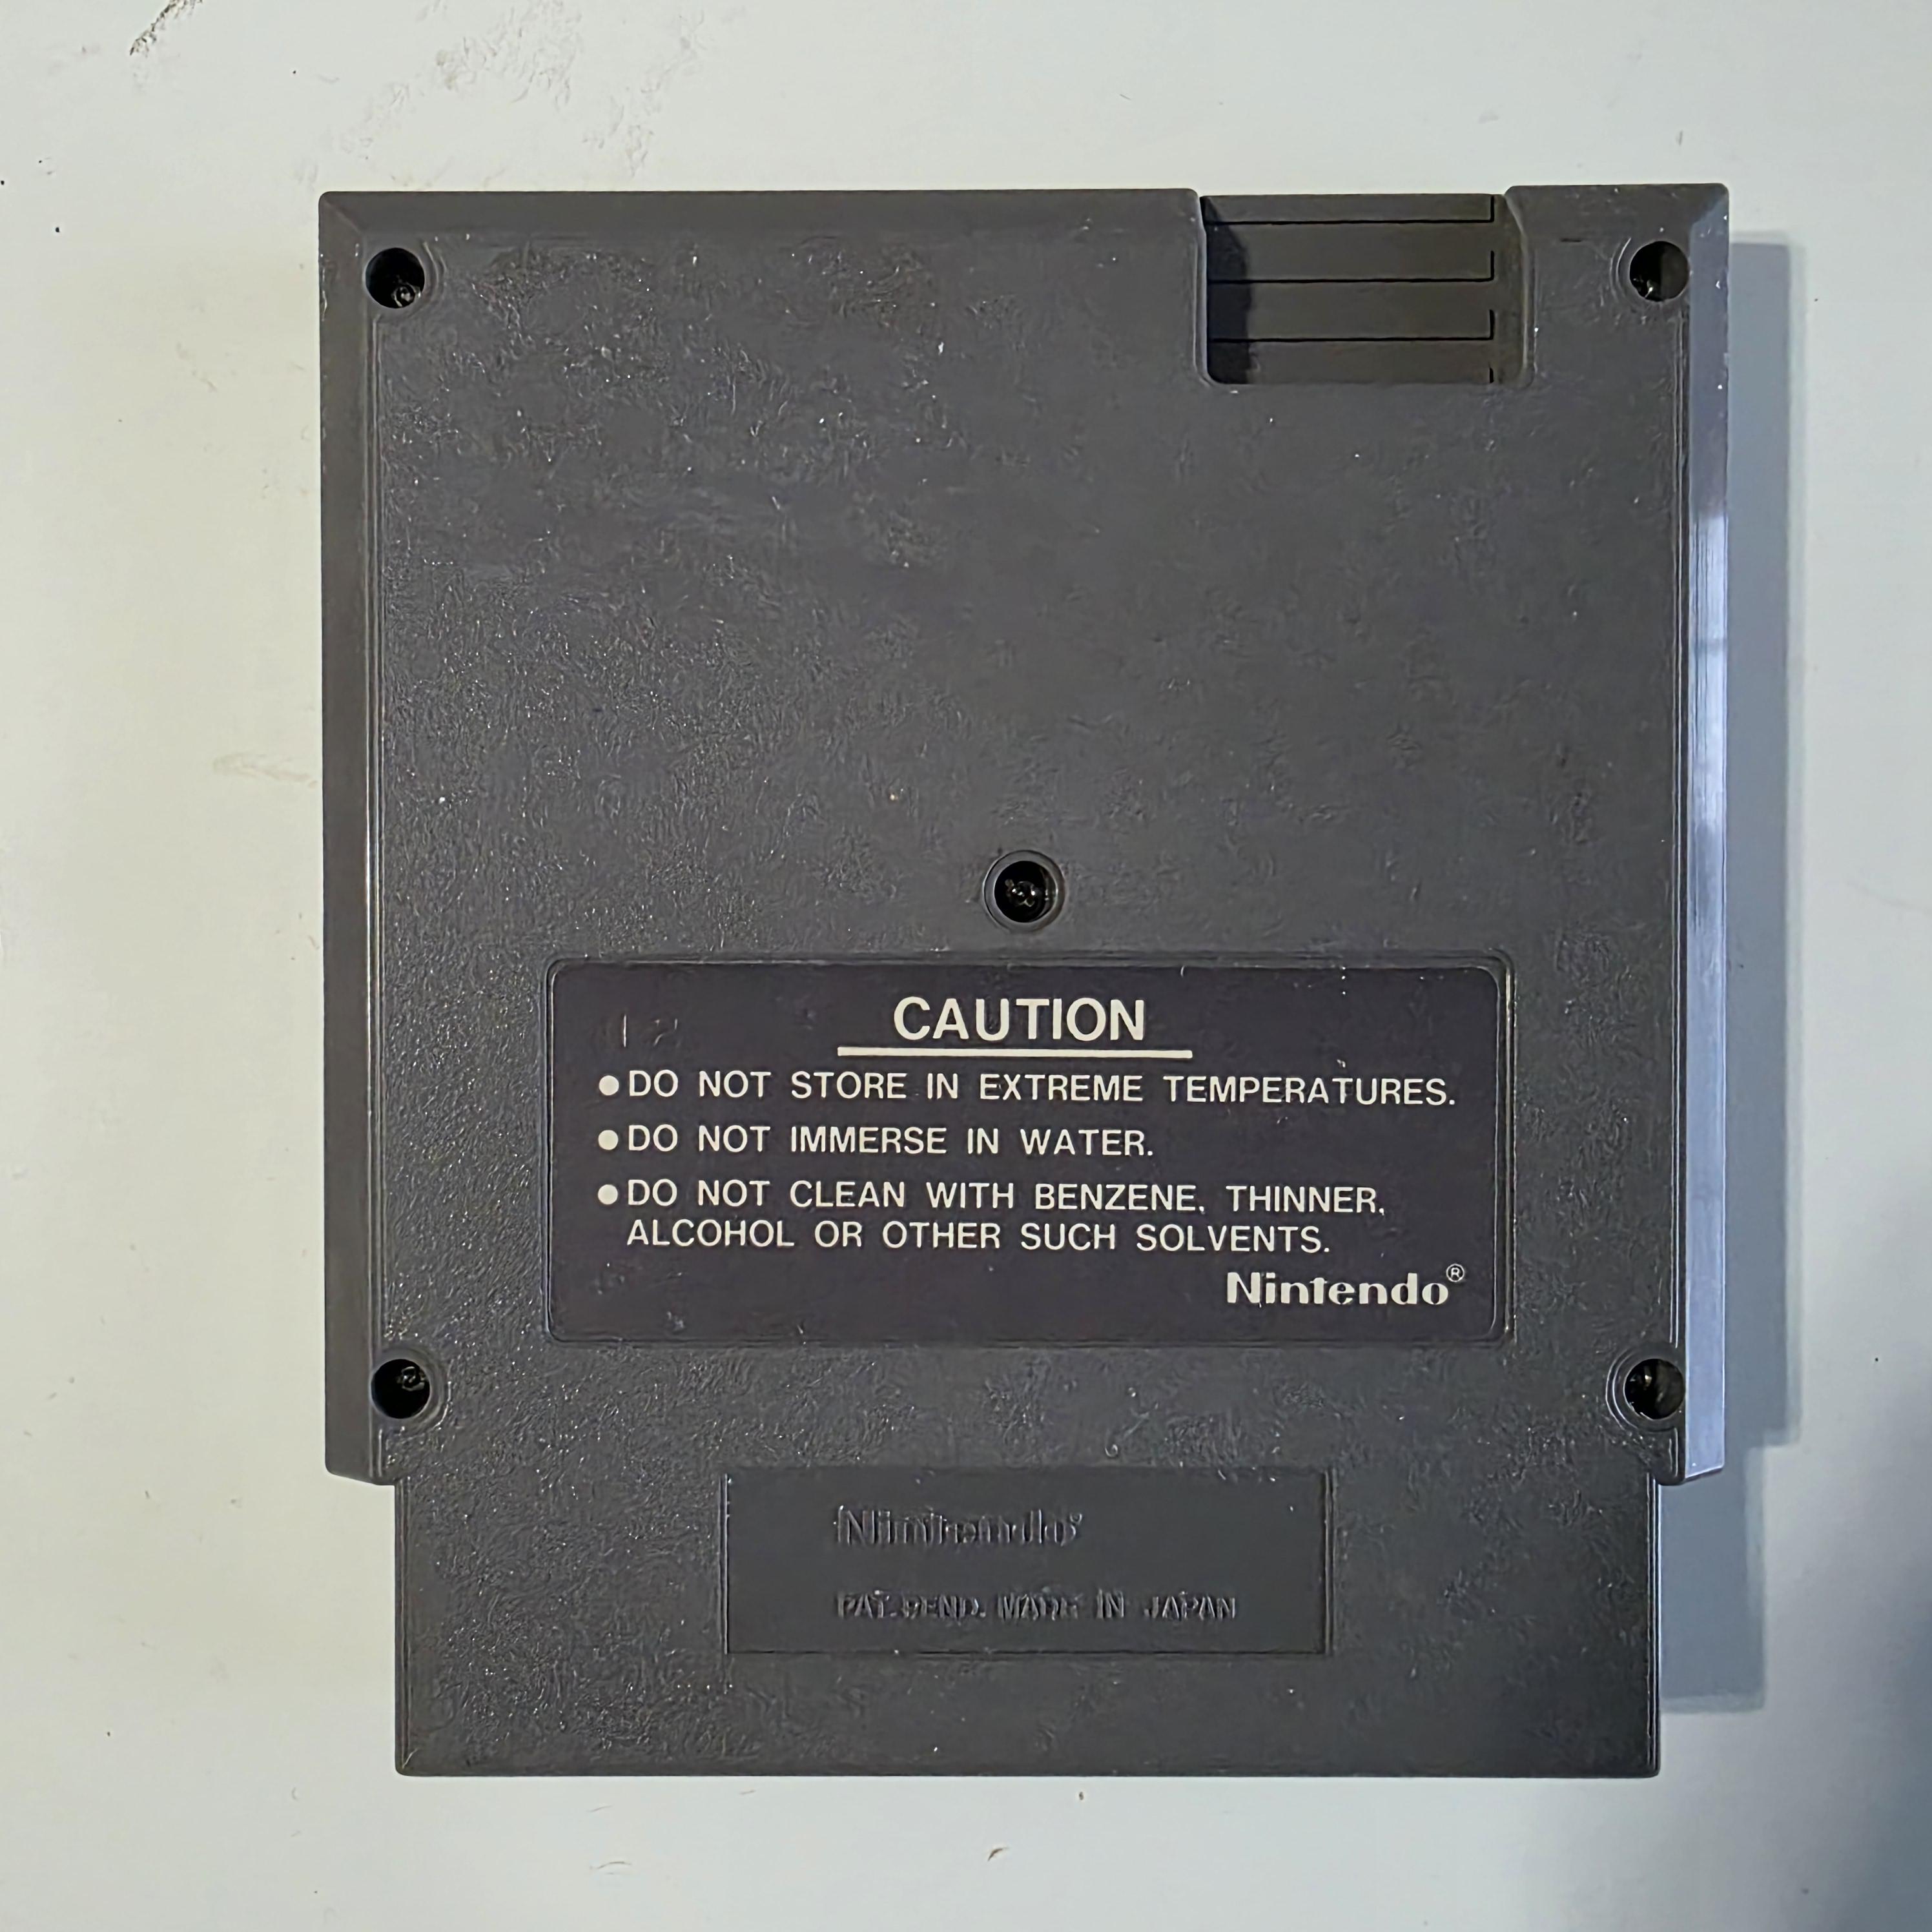 CAUTION
●DO NOT STORE IN EXTREME TEMPERATURES.
●DO NOT IMMERSE IN WATER.
●DO NOT CLEAN WITH BENZENE, THINNER,
ALCOHOL OR OTHER SUCH SOLVENTS.
Nintendo®
Nintendo®
PAT. PEND. MADE IN JAPAN